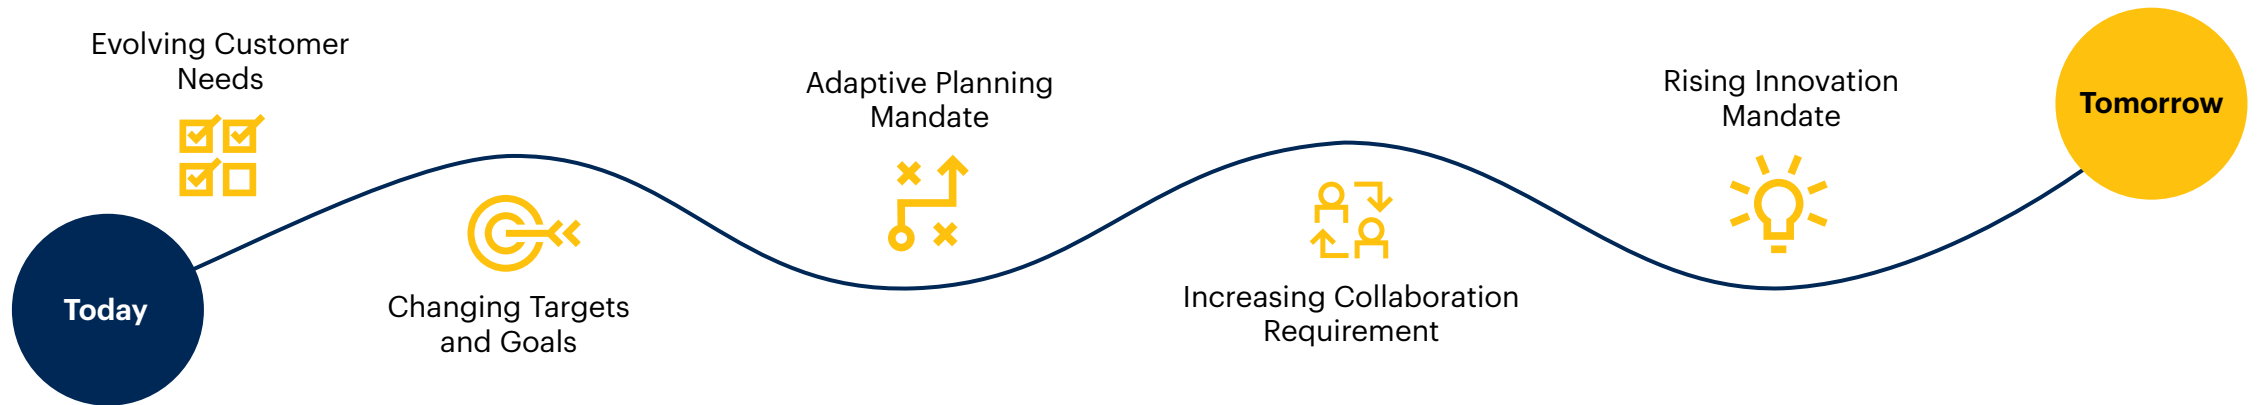 Evolving Customer
Needs
Today
Changing Targets
and Goals
Adaptive Planning
Mandate
Increasing Collaboration
Requirement
Rising Innovation
Mandate
Tomorrow